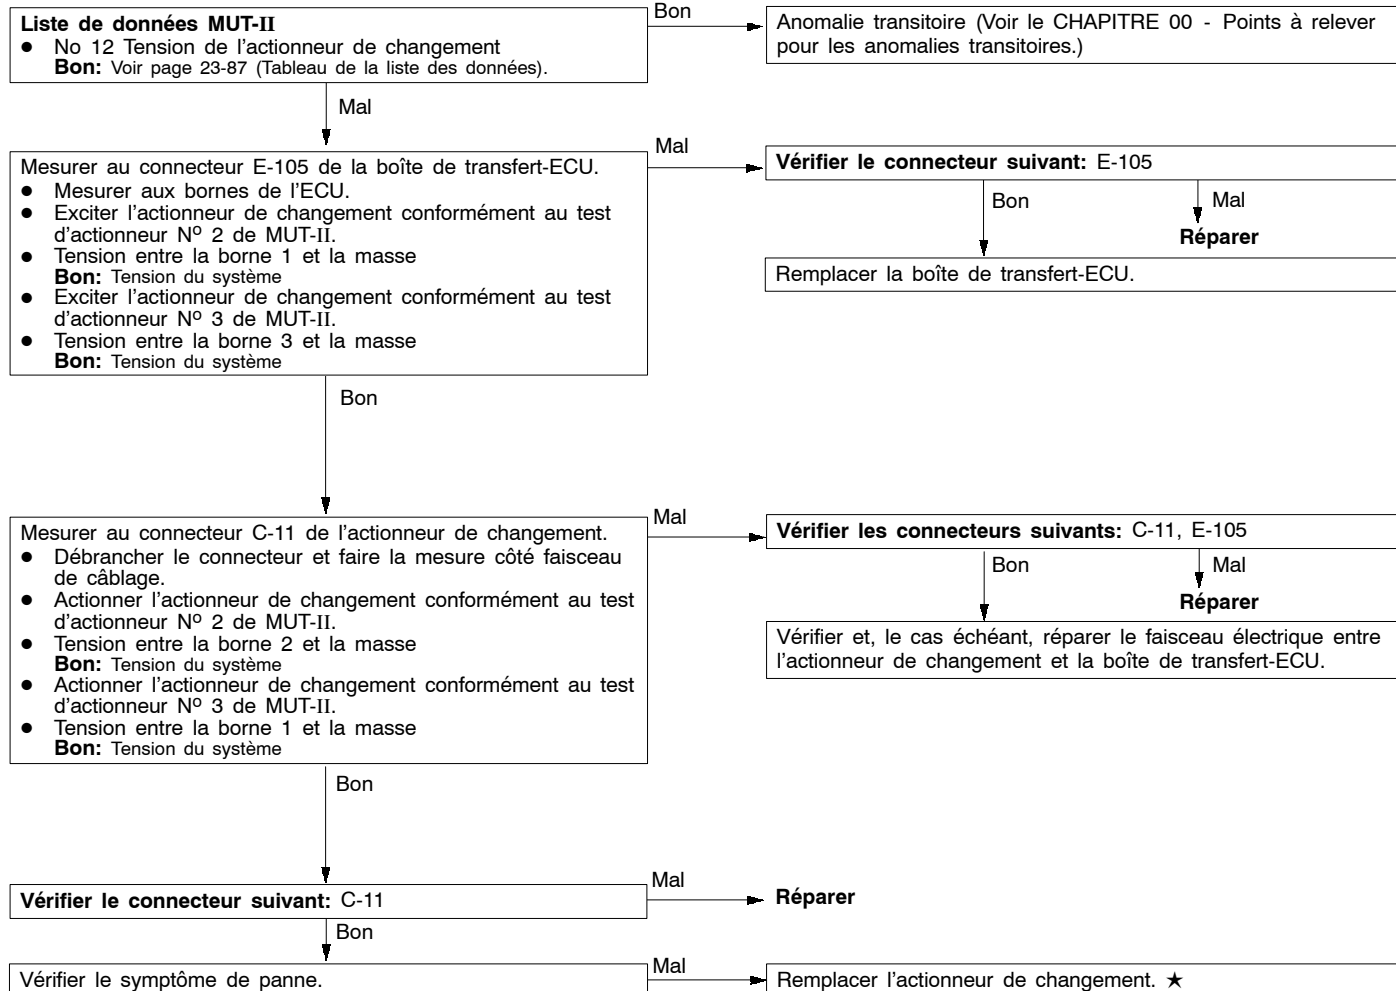 Liste de données MUT-II
● No 12 Tension de l'actionneur de changement
Bon: Voir page 23-87 (Tableau de la liste des données).
Bon
Anomalie transitoire (Voir le CHAPITRE 00 - Points à relever
pour les anomalies transitoires.)
Mal
Mesurer au connecteur E-105 de la boîte de transfert-ECU.
● Mesurer aux bornes de l'ECU.
● Exciter l'actionneur de changement conformément au test
d'actionneur Nº 2 de MUT-II.
● Tension entre la borne 1 et la masse
Bon: Tension du système
● Exciter l'actionneur de changement conformément au test
d'actionneur Nº 3 de MUT-II.
● Tension entre la borne 3 et la masse
Bon: Tension du système
Mal
Vérifier le connecteur suivant: E-105
Bon
Mal
Réparer
Remplacer la boîte de transfert-ECU.
Bon
Mesurer au connecteur C-11 de l'actionneur de changement.
● Débrancher le connecteur et faire la mesure côté faisceau
de câblage.
● Actionner l'actionneur de changement conformément au test
d'actionneur Nº 2 de MUT-II.
● Tension entre la borne 2 et la masse
Bon: Tension du système
● Actionner l'actionneur de changement conformément au test
d'actionneur Nº 3 de MUT-II.
● Tension entre la borne 1 et la masse
Bon: Tension du système
Mal
Vérifier les connecteurs suivants: C-11, E-105
Bon
Mal
Réparer
Vérifier et, le cas échéant, réparer le faisceau électrique entre
l'actionneur de changement et la boîte de transfert-ECU.
Bon
Vérifier le connecteur suivant: C-11
Mal
Réparer
Bon
Vérifier le symptôme de panne.
Mal
Remplacer l'actionneur de changement. ★